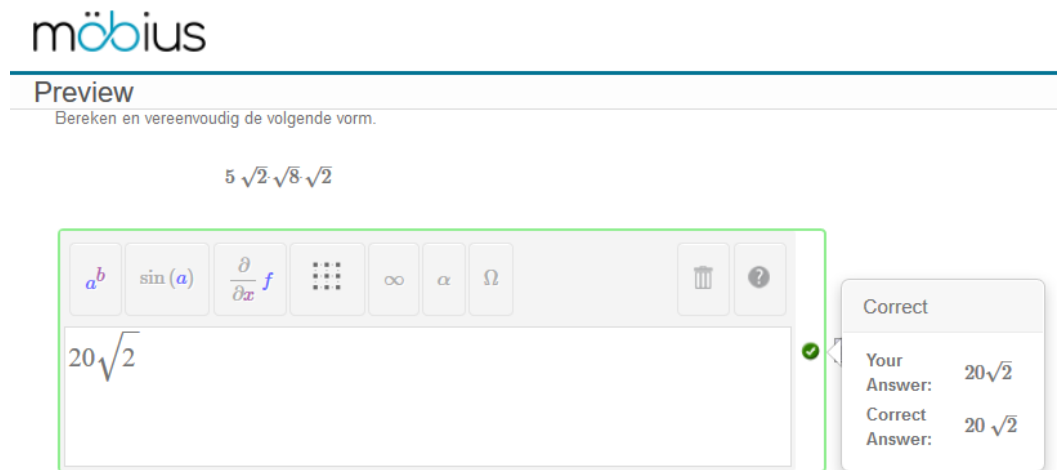 möbius
Preview
Bereken en vereenvoudig de volgende vorm.
5 √2·√8·√2
a^b sin (a) ∂/∂x f ∞ α Ω ?
20√2
Correct
Your Answer: 20√2
Correct Answer: 20 √2